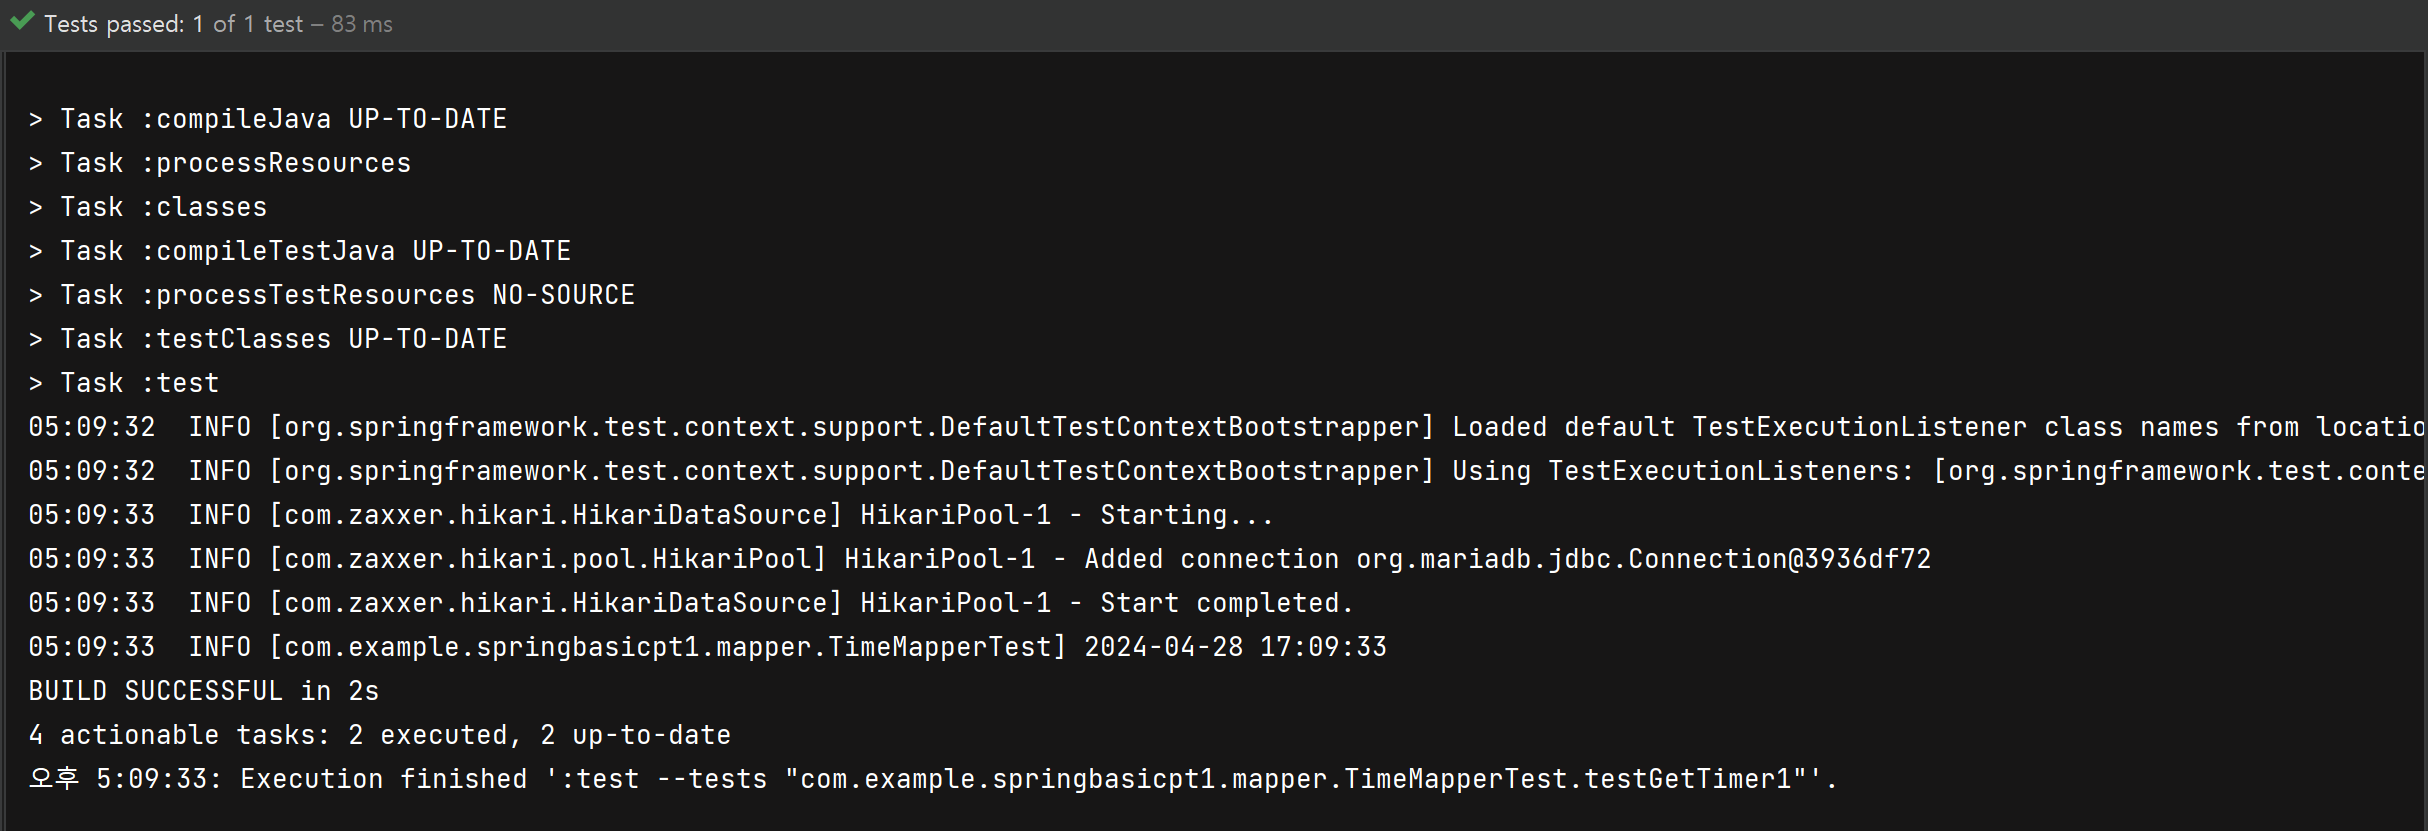 Tests passed: 1 of 1 test – 83 ms
> Task :compileJava UP-TO-DATE
> Task :processResources
> Task :classes
> Task :compileTestJava UP-TO-DATE
> Task :processTestResources NO-SOURCE
> Task :testClasses UP-TO-DATE
> Task :test
05:09:32  INFO [org.springframework.test.context.support.DefaultTestContextBootstrapper] Loaded default TestExecutionListener class names from locatio
05:09:32  INFO [org.springframework.test.context.support.DefaultTestContextBootstrapper] Using TestExecutionListeners: [org.springframework.test.conte
05:09:33  INFO [com.zaxxer.hikari.HikariDataSource] HikariPool-1 - Starting...
05:09:33  INFO [com.zaxxer.hikari.pool.HikariPool] HikariPool-1 - Added connection org.mariadb.jdbc.Connection@3936df72
05:09:33  INFO [com.zaxxer.hikari.HikariDataSource] HikariPool-1 - Start completed.
05:09:33  INFO [com.example.springbasicpt1.mapper.TimeMapperTest] 2024-04-28 17:09:33
BUILD SUCCESSFUL in 2s
4 actionable tasks: 2 executed, 2 up-to-date
오후 5:09:33: Execution finished ':test --tests "com.example.springbasicpt1.mapper.TimeMapperTest.testGetTimer1"'.